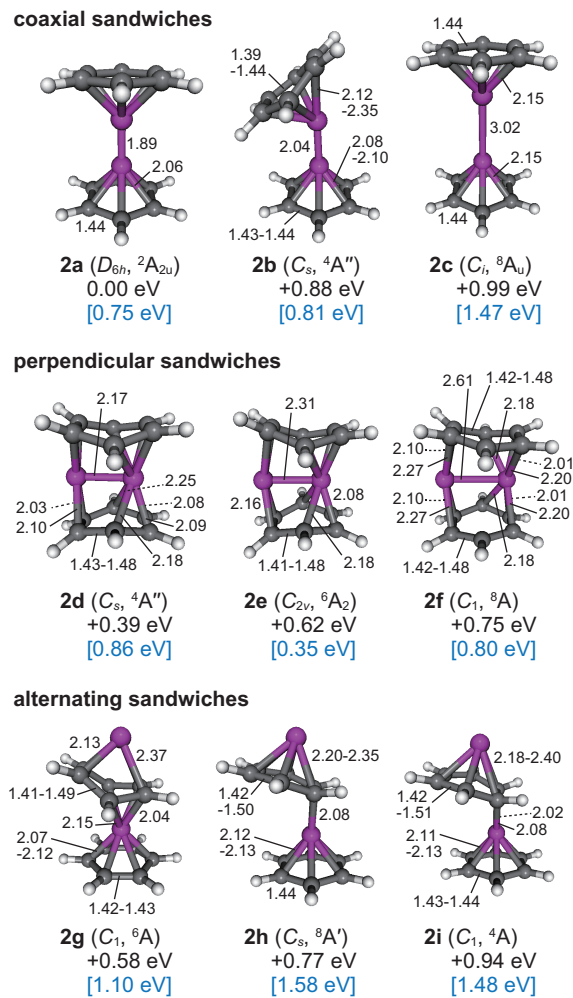 coaxial sandwiches
1.89
2.06
1.44
1.39
-1.44
2.12
-2.35
2.04
2.08
-2.10
1.43-1.44
1.44
2.15
3.02
2.15
1.44
2a (D6h, ²A2u)
0.00 eV
[0.75 eV]
2b (Cs, ⁴A″)
+0.88 eV
[0.81 eV]
2c (Ci, ⁸Au)
+0.99 eV
[1.47 eV]
perpendicular sandwiches
2.17
2.25
2.03
2.10
2.08
2.09
1.43-1.48
2.18
2.31
2.16
2.08
1.41-1.48
2.18
2.61
1.42-1.48
2.18
2.10
2.27
2.01
2.20
2.10
2.27
2.01
2.20
1.42-1.48
2.18
2d (Cs, ⁴A″)
+0.39 eV
[0.86 eV]
2e (C2v, ⁶A2)
+0.62 eV
[0.35 eV]
2f (C1, ⁸A)
+0.75 eV
[0.80 eV]
alternating sandwiches
2.13
2.37
1.41-1.49
2.15
2.04
2.07
-2.12
1.42-1.43
2.20-2.35
1.42
-1.50
2.08
2.12
-2.13
1.44
2.18-2.40
1.42
-1.51
2.02
2.08
2.11
-2.13
1.43-1.44
2g (C1, ⁶A)
+0.58 eV
[1.10 eV]
2h (Cs, ⁸A′)
+0.77 eV
[1.58 eV]
2i (C1, ⁴A)
+0.94 eV
[1.48 eV]